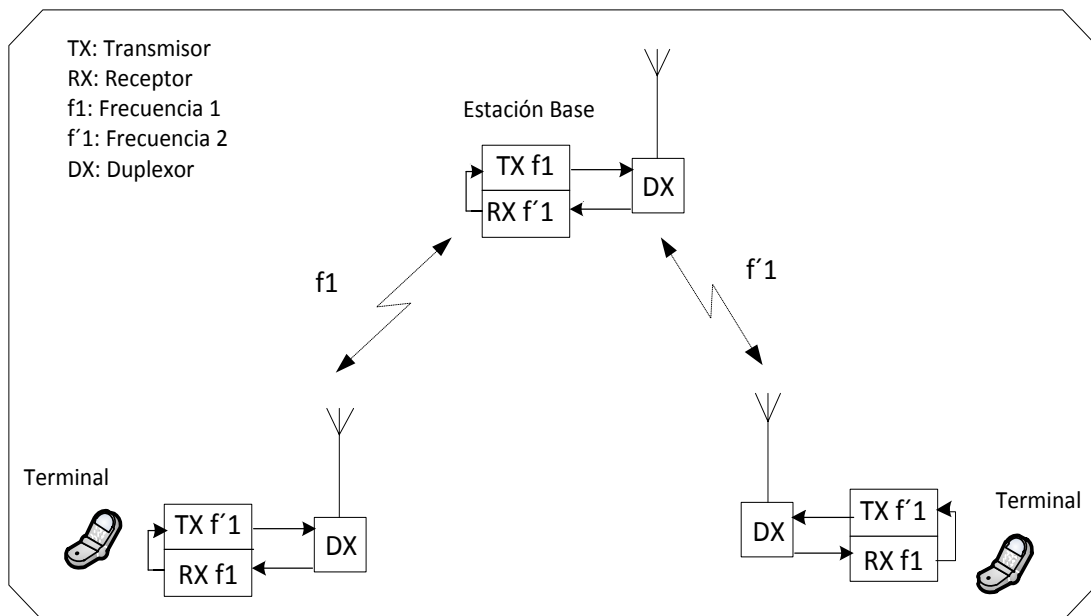 TX: Transmisor
RX: Receptor
f1: Frecuencia 1
f´1: Frecuencia 2
DX: Duplexor
Estación Base
TX f1
RX f´1
DX
f1
f´1
Terminal
TX f´1
RX f1
DX
DX
TX f´1
RX f1
Terminal